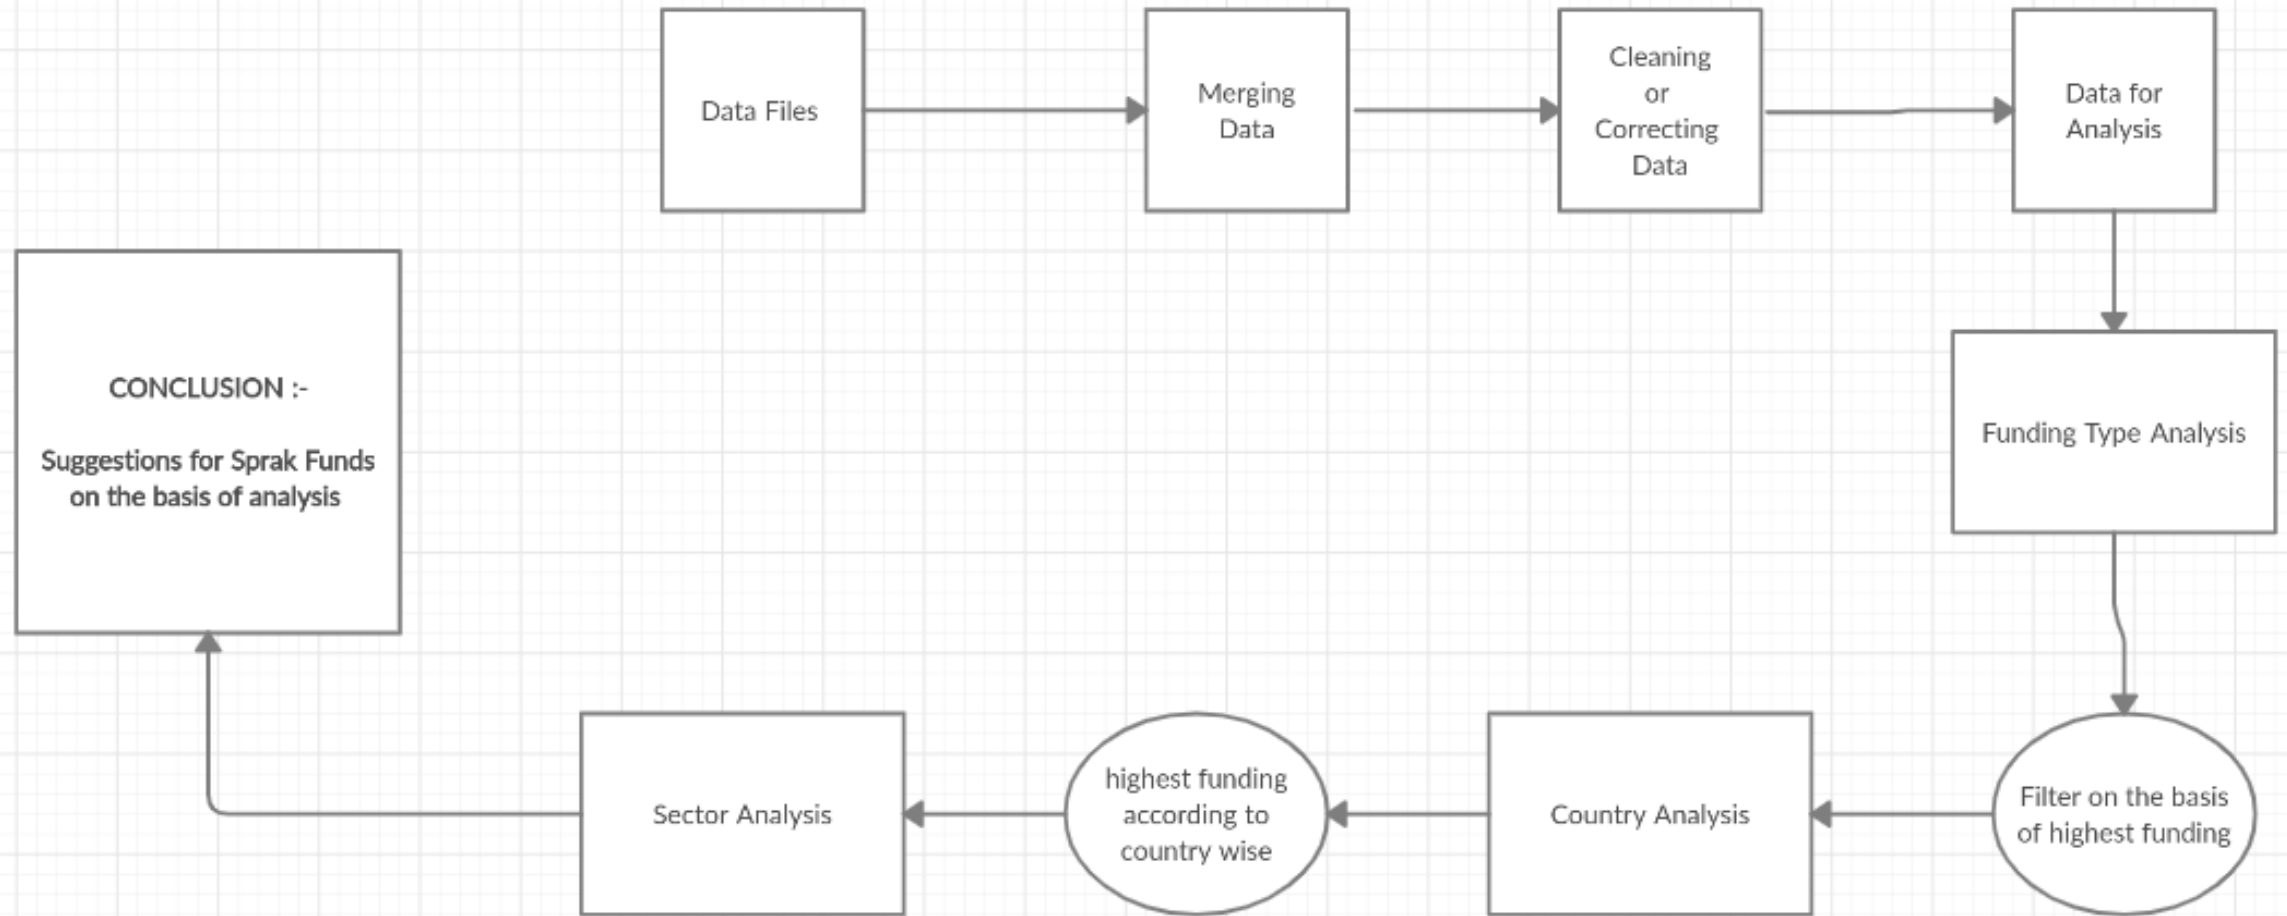 Data Files
Merging
Data
Cleaning
or
Correcting
Data
Data for
Analysis
Funding Type Analysis
Filter on the basis
of highest funding
Country Analysis
highest funding
according to
country wise
Sector Analysis
CONCLUSION :-
Suggestions for Sprak Funds
on the basis of analysis